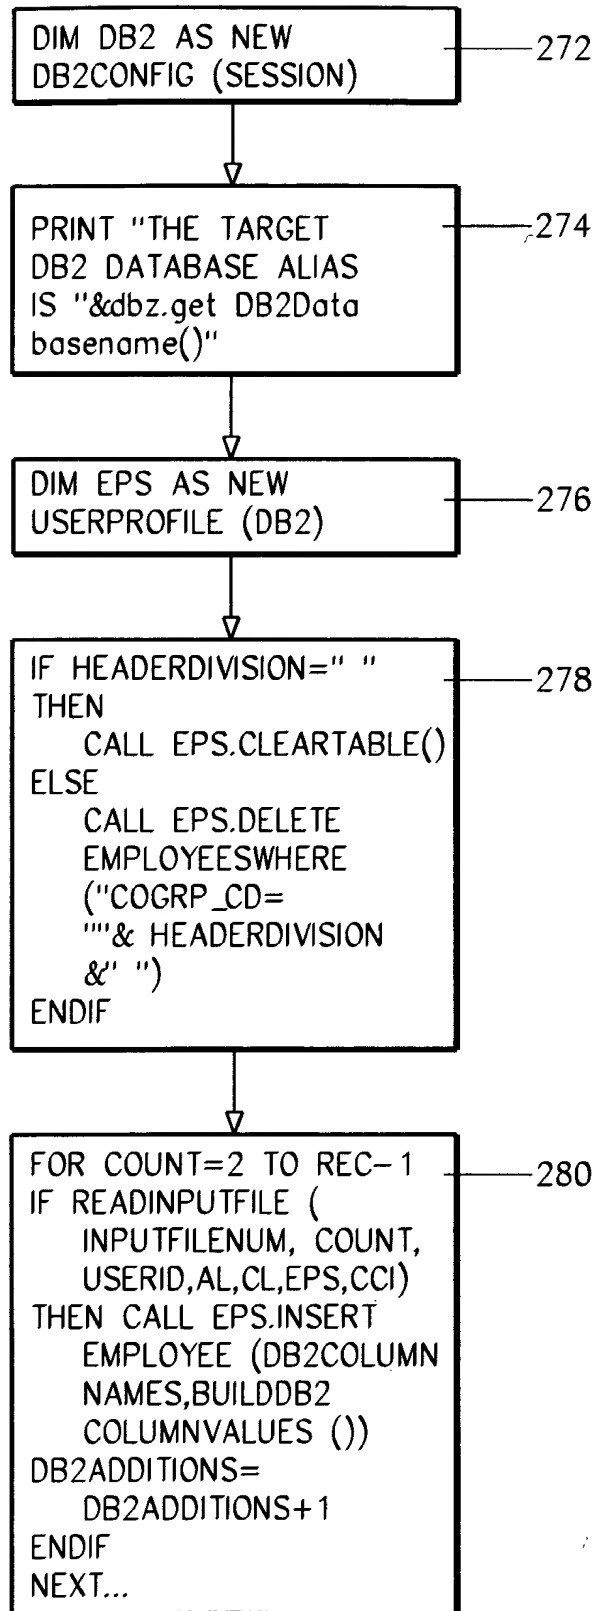 DIM DB2 AS NEW
DB2CONFIG (SESSION)
272
PRINT "THE TARGET
DB2 DATABASE ALIAS
IS "&dbz.get DB2Data
basename()"
274
DIM EPS AS NEW
USERPROFILE (DB2)
276
IF HEADERDIVISION=" "
THEN
CALL EPS.CLEARTABLE()
ELSE
CALL EPS.DELETE
EMPLOYEESWHERE
("COGRP_CD=
""& HEADERDIVISION
&" ")
ENDIF
278
FOR COUNT=2 TO REC-1
IF READINPUTFILE (
INPUTFILENUM, COUNT,
USERID,AL,CL,EPS,CCI)
THEN CALL EPS.INSERT
EMPLOYEE (DB2COLUMN
NAMES,BUILDDB2
COLUMNVALUES ())
DB2ADDITIONS=
DB2ADDITIONS+1
ENDIF
NEXT...
280